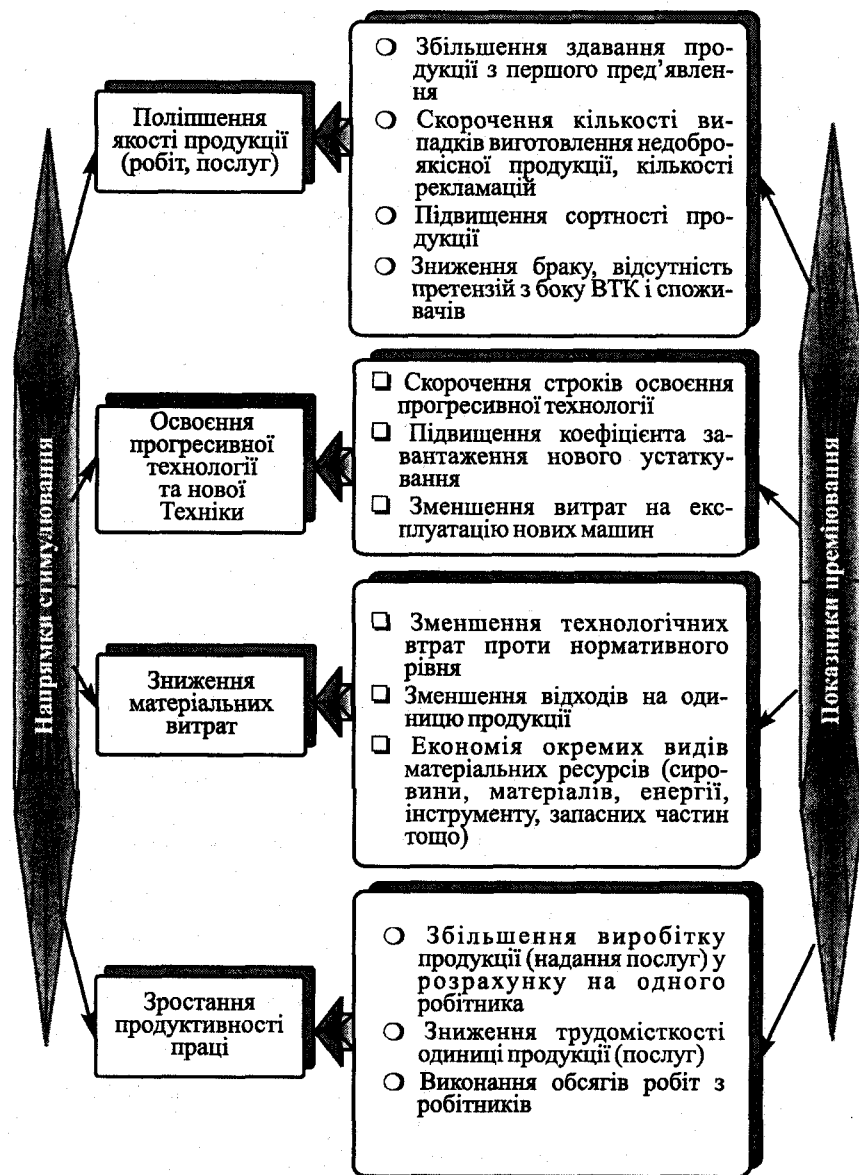 Напрямки стимулювання
Поліпшення
якості продукції
(робіт, послуг)
○ Збільшення здавання про-
дукції з першого пред’явлен-
ня
○ Скорочення кількості ви-
падків виготовлення недобро-
якісної продукції, кількості
рекламацій
○ Підвищення сортності про-
дукції
○ Зниження браку, відсутність
претензій з боку ВТК і спожи-
вачів
Освоєння
прогресивної
технології
та нової
Техніки
❑ Скорочення строків освоєння
прогресивної технології
❑ Підвищення коефіцієнта за-
вантаження нового устатку-
вання
❑ Зменшення витрат на екс-
плуатацію нових машин
Зниження
матеріальних
витрат
❑ Зменшення технологічних
втрат проти нормативного
рівня
❑ Зменшення відходів на оди-
ницю продукції
❑ Економія окремих видів
матеріальних ресурсів (сиро-
вини, матеріалів, енергії,
інструменту, запасних частин
тощо)
Зростання
продуктивності
праці
○ Збільшення виробітку
продукції (надання послуг) у
розрахунку на одного
робітника
○ Зниження трудомісткості
одиниці продукції (послуг)
○ Виконання обсягів робіт з
робітників
Показники преміювання